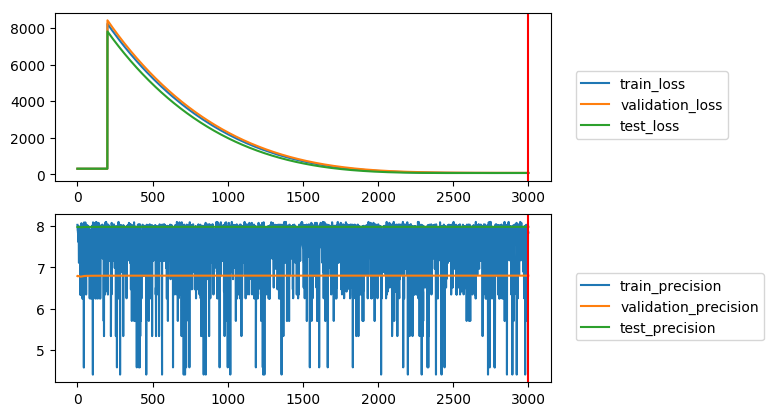 8000
6000
4000
2000
0
0 500 1000 1500 2000 2500 3000
train_loss
validation_loss
test_loss
8
7
6
5
0 500 1000 1500 2000 2500 3000
train_precision
validation_precision
test_precision